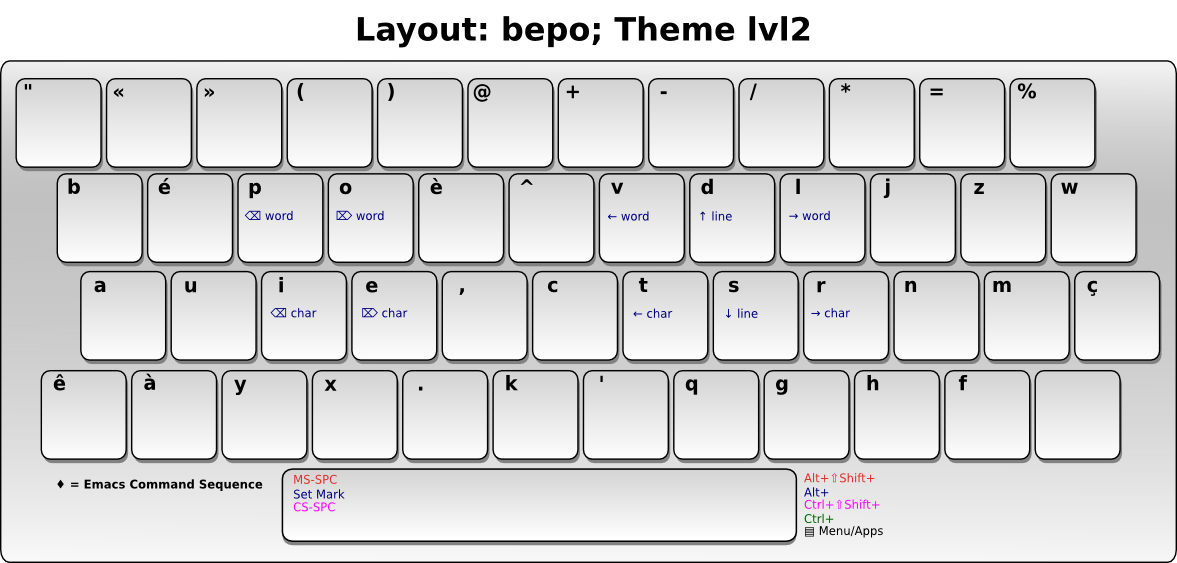 Layout: bepo; Theme lvl2
" « » ( ) @ + - / * = %
b é p o è ^ v d l j z w
⌫ word ⌦ word ← word ↑ line → word
a u i e , c t s r n m ç
⌫ char ⌦ char ← char ↓ line → char
ê à y x . k ' q g h f
♦ = Emacs Command Sequence
MS-SPC
Set Mark
CS-SPC
Alt+⇧Shift+
Alt+
Ctrl+⇧Shift+
Ctrl+
▤ Menu/Apps